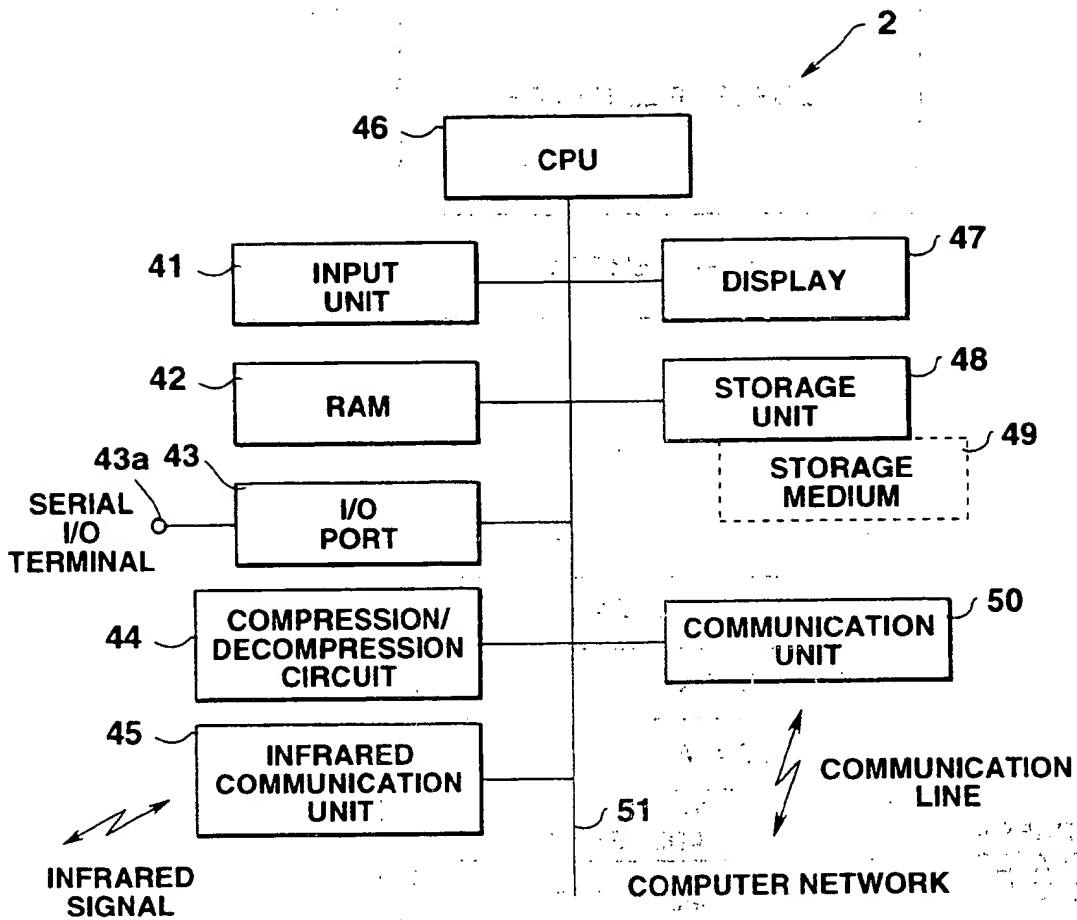 2
46
CPU
41
INPUT
UNIT
47
DISPLAY
42
RAM
48
STORAGE
UNIT
49
STORAGE
MEDIUM
43a
43
SERIAL
I/O
TERMINAL
I/O
PORT
44
COMPRESSION/
DECOMPRESSION
CIRCUIT
50
COMMUNICATION
UNIT
45
INFRARED
COMMUNICATION
UNIT
51
COMMUNICATION
LINE
INFRARED
SIGNAL
COMPUTER NETWORK